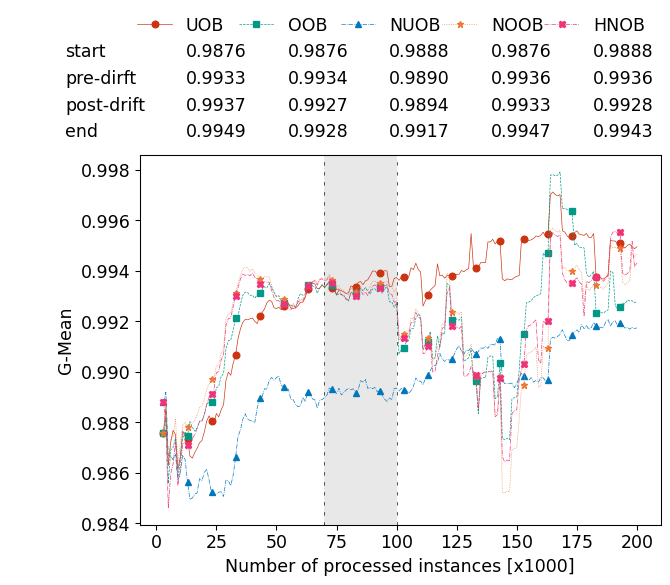 UOB OOB NUOB NOOB HNOB
start 0.9876 0.9876 0.9888 0.9876 0.9888
pre-dirft 0.9933 0.9934 0.9890 0.9936 0.9936
post-drift 0.9937 0.9927 0.9894 0.9933 0.9928
end 0.9949 0.9928 0.9917 0.9947 0.9943
0.998
0.996
0.994
0.992
0.990
0.988
0.986
0.984
G-Mean
0 25 50 75 100 125 150 175 200
Number of processed instances [x1000]